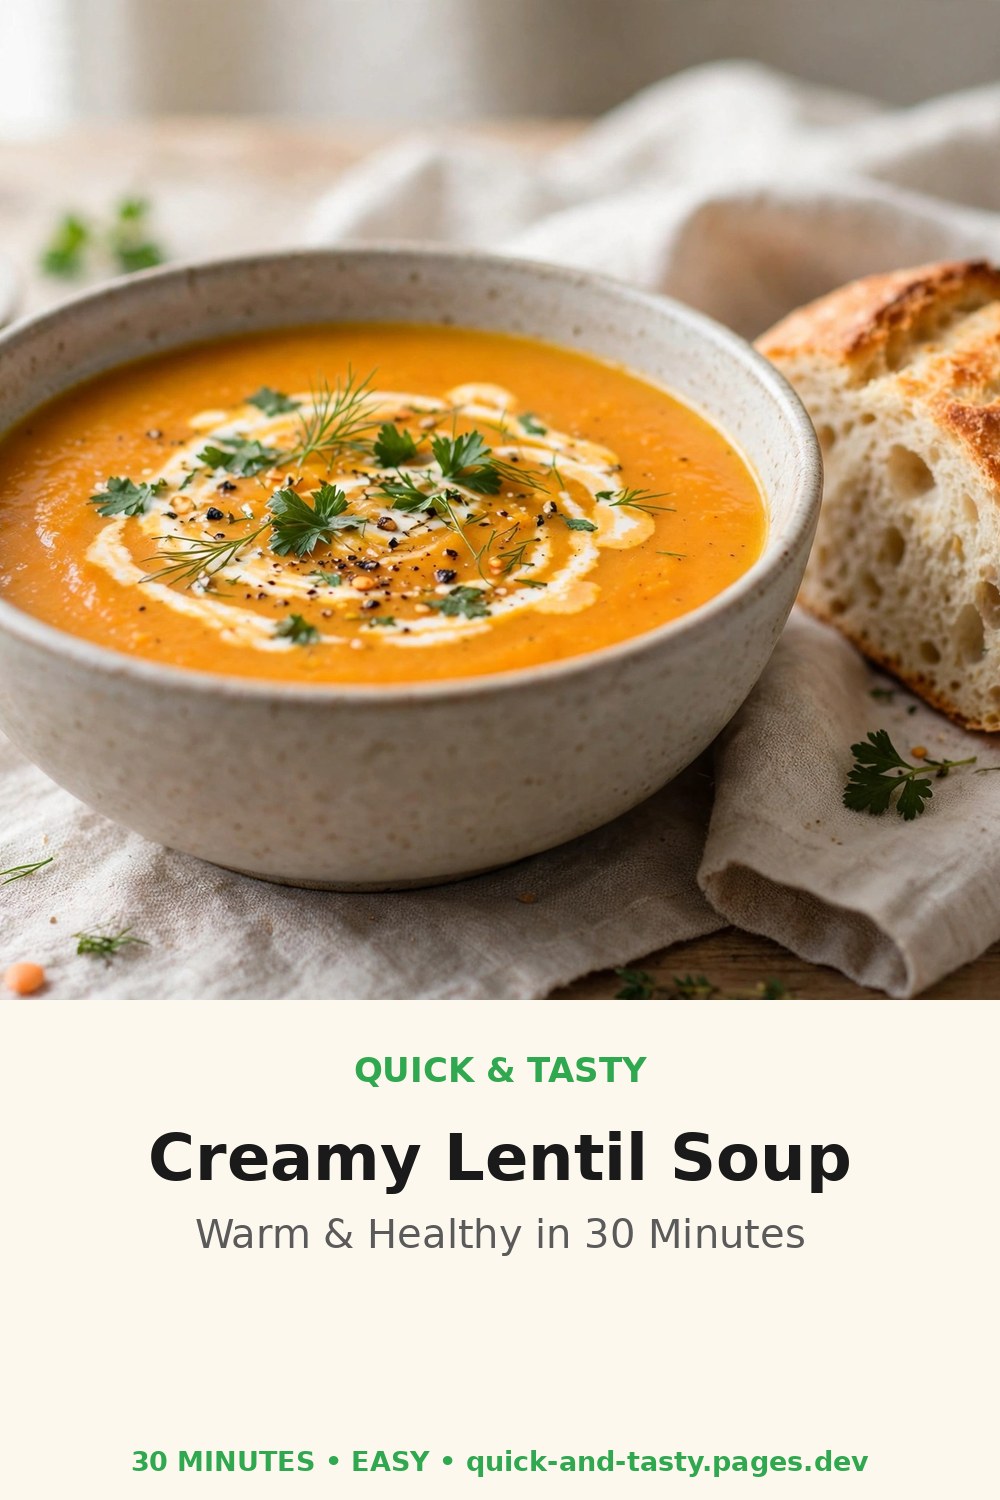 QUICK & TASTY
Creamy Lentil Soup
Warm & Healthy in 30 Minutes
30 MINUTES • EASY • quick-and-tasty.pages.dev